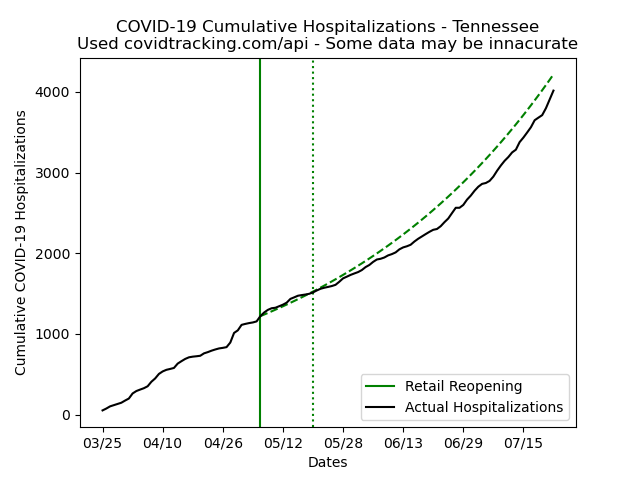 COVID-19 Cumulative Hospitalizations - Tennessee
Used covidtracking.com/api - Some data may be innacurate
Cumulative COVID-19 Hospitalizations
4000
3000
2000
1000
0
Retail Reopening
Actual Hospitalizations
03/25 04/10 04/26 05/12 05/28 06/13 06/29 07/15
Dates